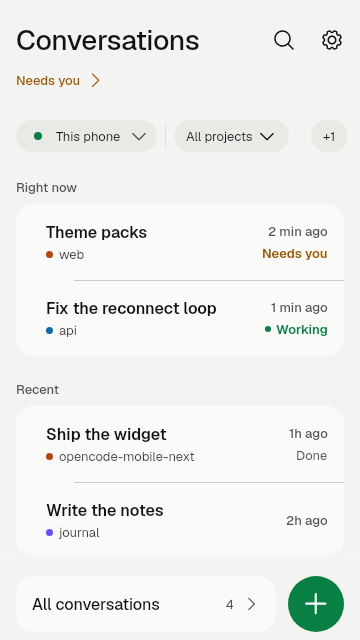 Conversations
Needs you
This phone
All projects
+1
Right now
Theme packs
2 min ago
web
Needs you
Fix the reconnect loop
1 min ago
api
Working
Recent
Ship the widget
1h ago
opencode-mobile-next
Done
Write the notes
2h ago
journal
All conversations
4